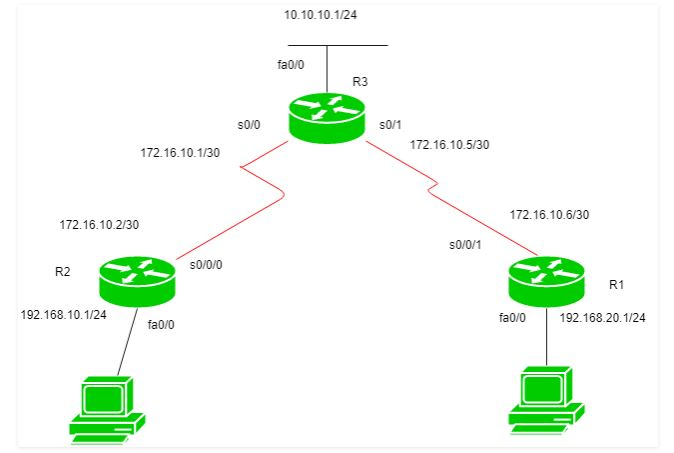 10.10.10.1/24
fa0/0
R3
s0/0
s0/1
172.16.10.1/30
172.16.10.5/30
172.16.10.2/30
172.16.10.6/30
s0/0/1
R2
s0/0/0
R1
192.168.10.1/24
fa0/0
fa0/0
192.168.20.1/24